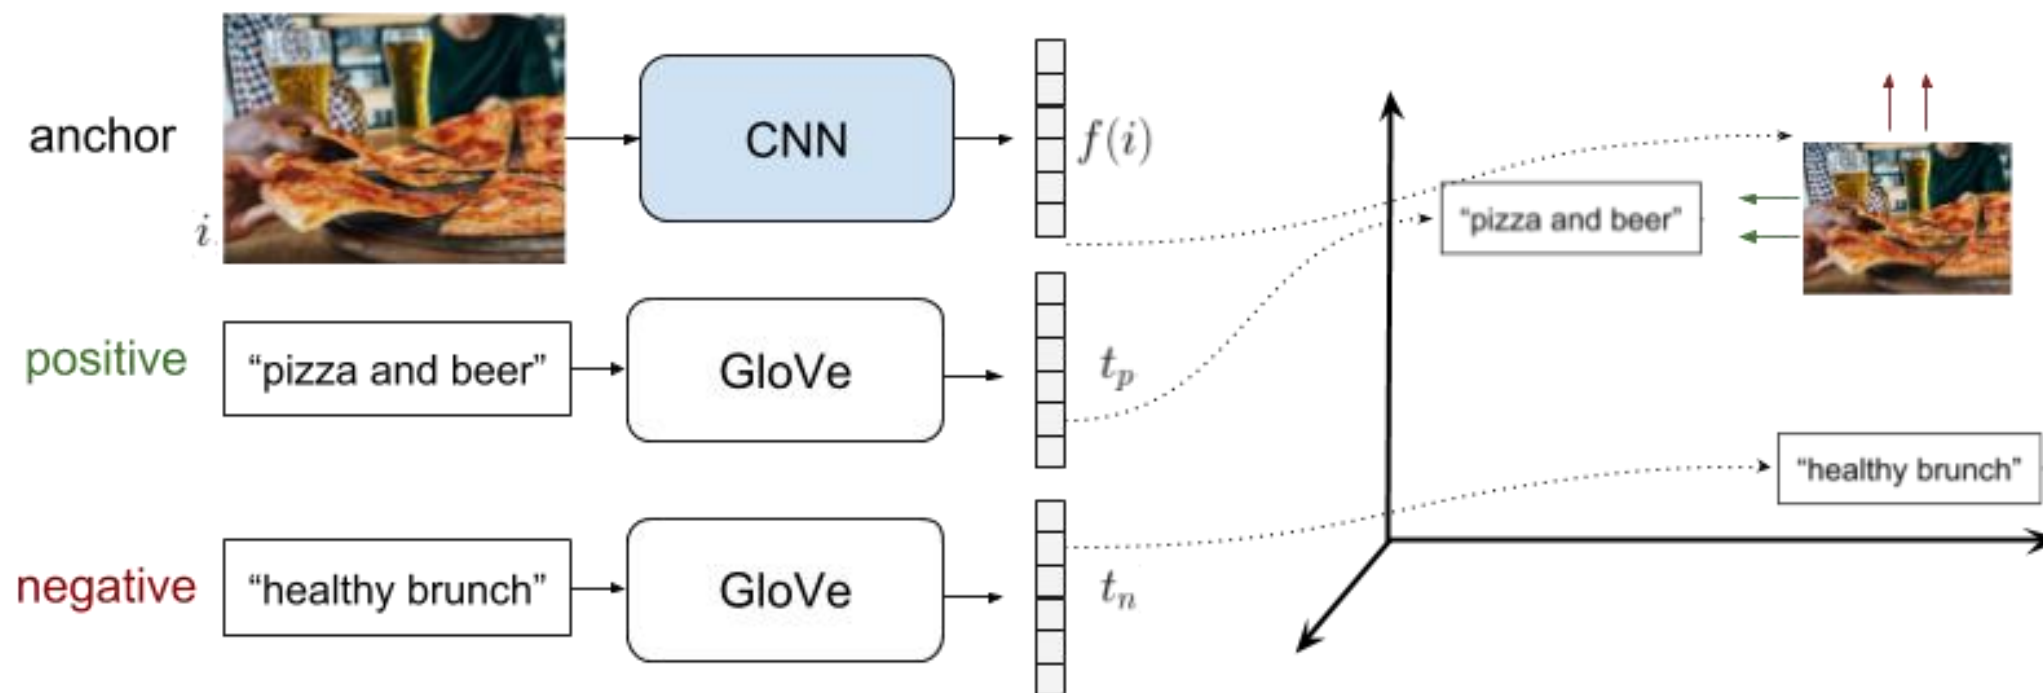 anchor
i
CNN
f(i)
positive
“pizza and beer”
GloVe
t_p
negative
“healthy brunch”
GloVe
t_n
“pizza and beer”
“healthy brunch”